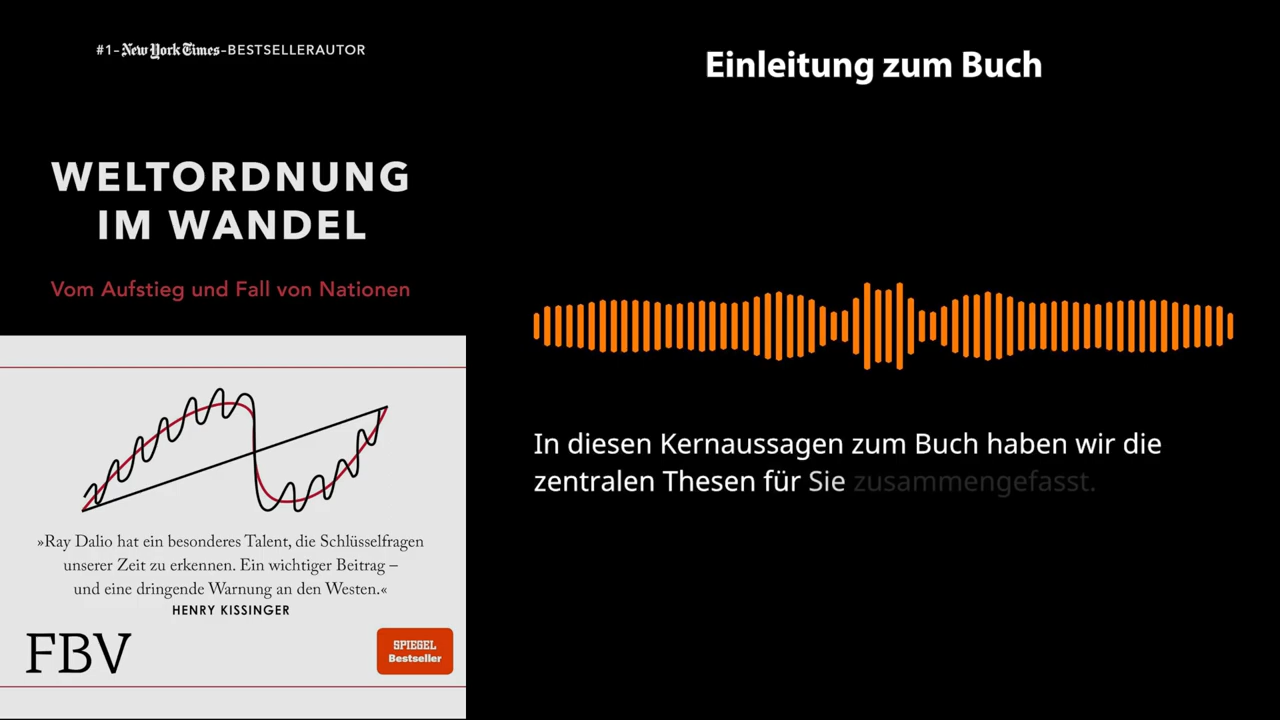 #1-New York Times-BESTSELLERAUTOR
WELTORDNUNG
IM WANDEL
Vom Aufstieg und Fall von Nationen
»Ray Dalio hat ein besonderes Talent, die Schlüsselfragen
unserer Zeit zu erkennen. Ein wichtiger Beitrag –
und eine dringende Warnung an den Westen.«
HENRY KISSINGER
FBV
SPIEGEL
Bestseller
Einleitung zum Buch
In diesen Kernaussagen zum Buch haben wir die
zentralen Thesen für Sie zusammengefasst.